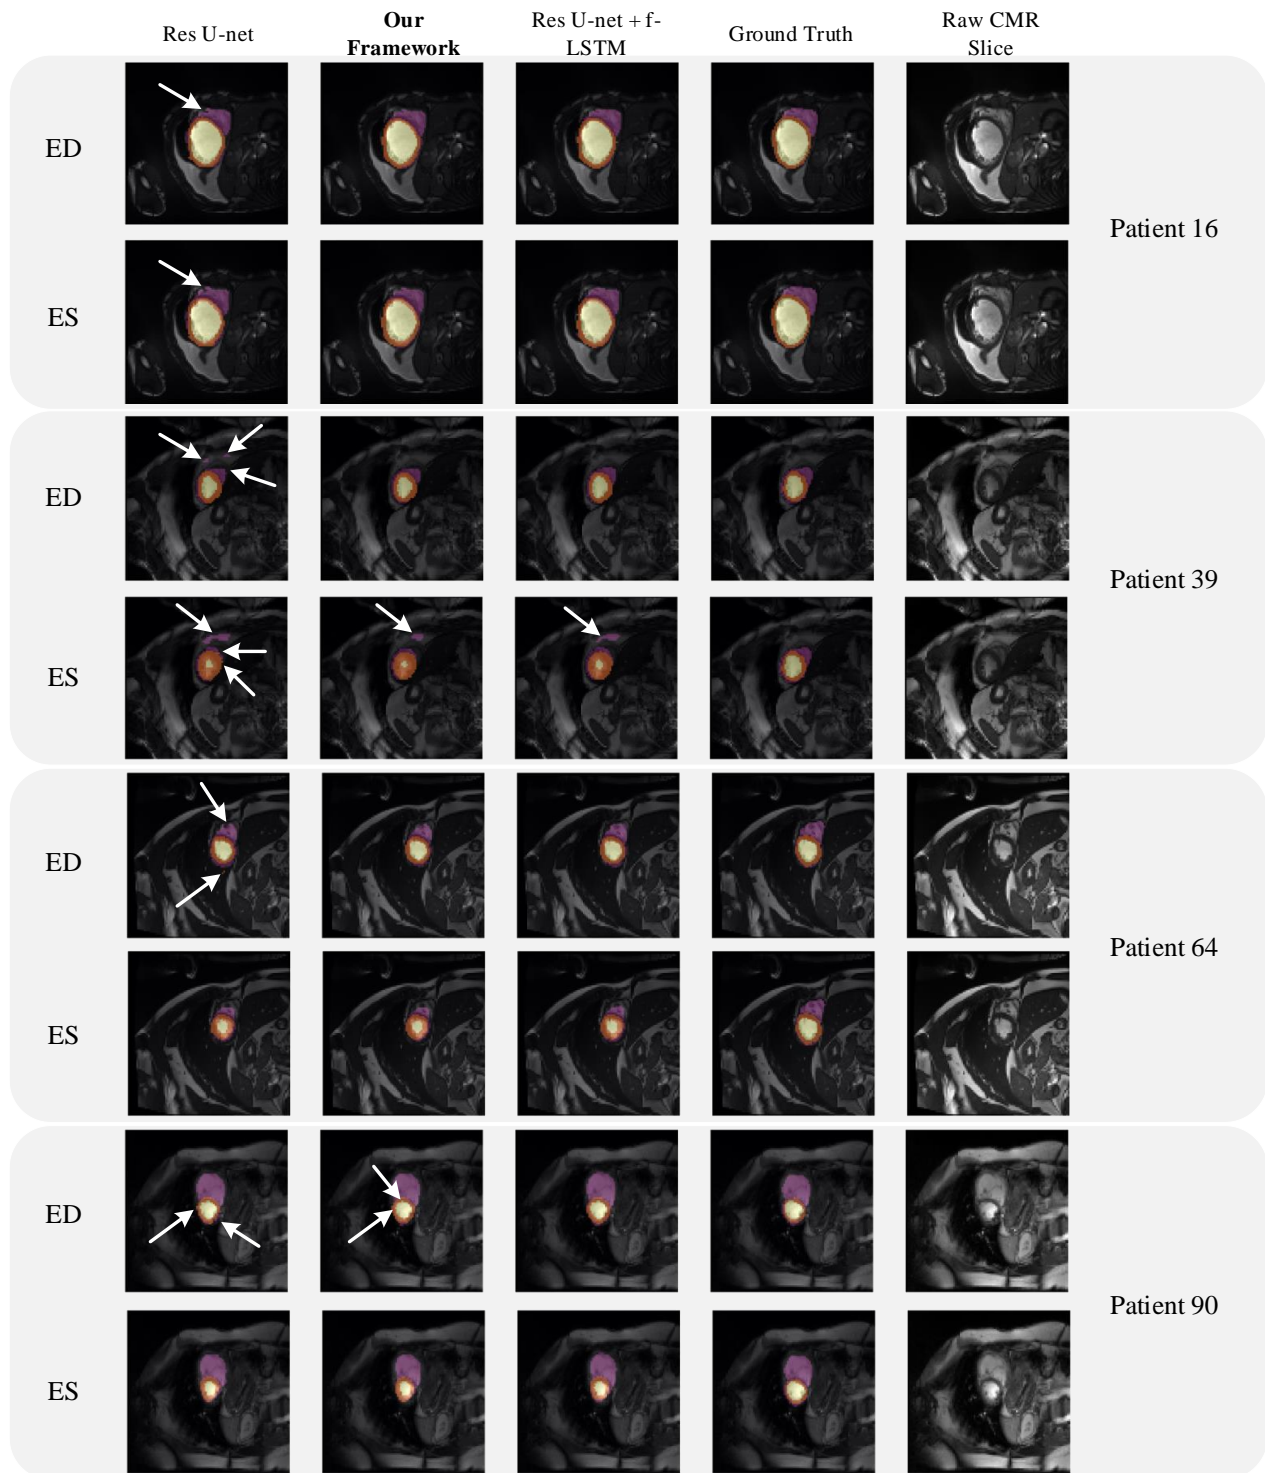 Res U-net
Our
Framework
Res U-net + f-
LSTM
Ground Truth
Raw CMR
Slice
ED
ES
Patient 16
ED
ES
Patient 39
ED
ES
Patient 64
ED
ES
Patient 90